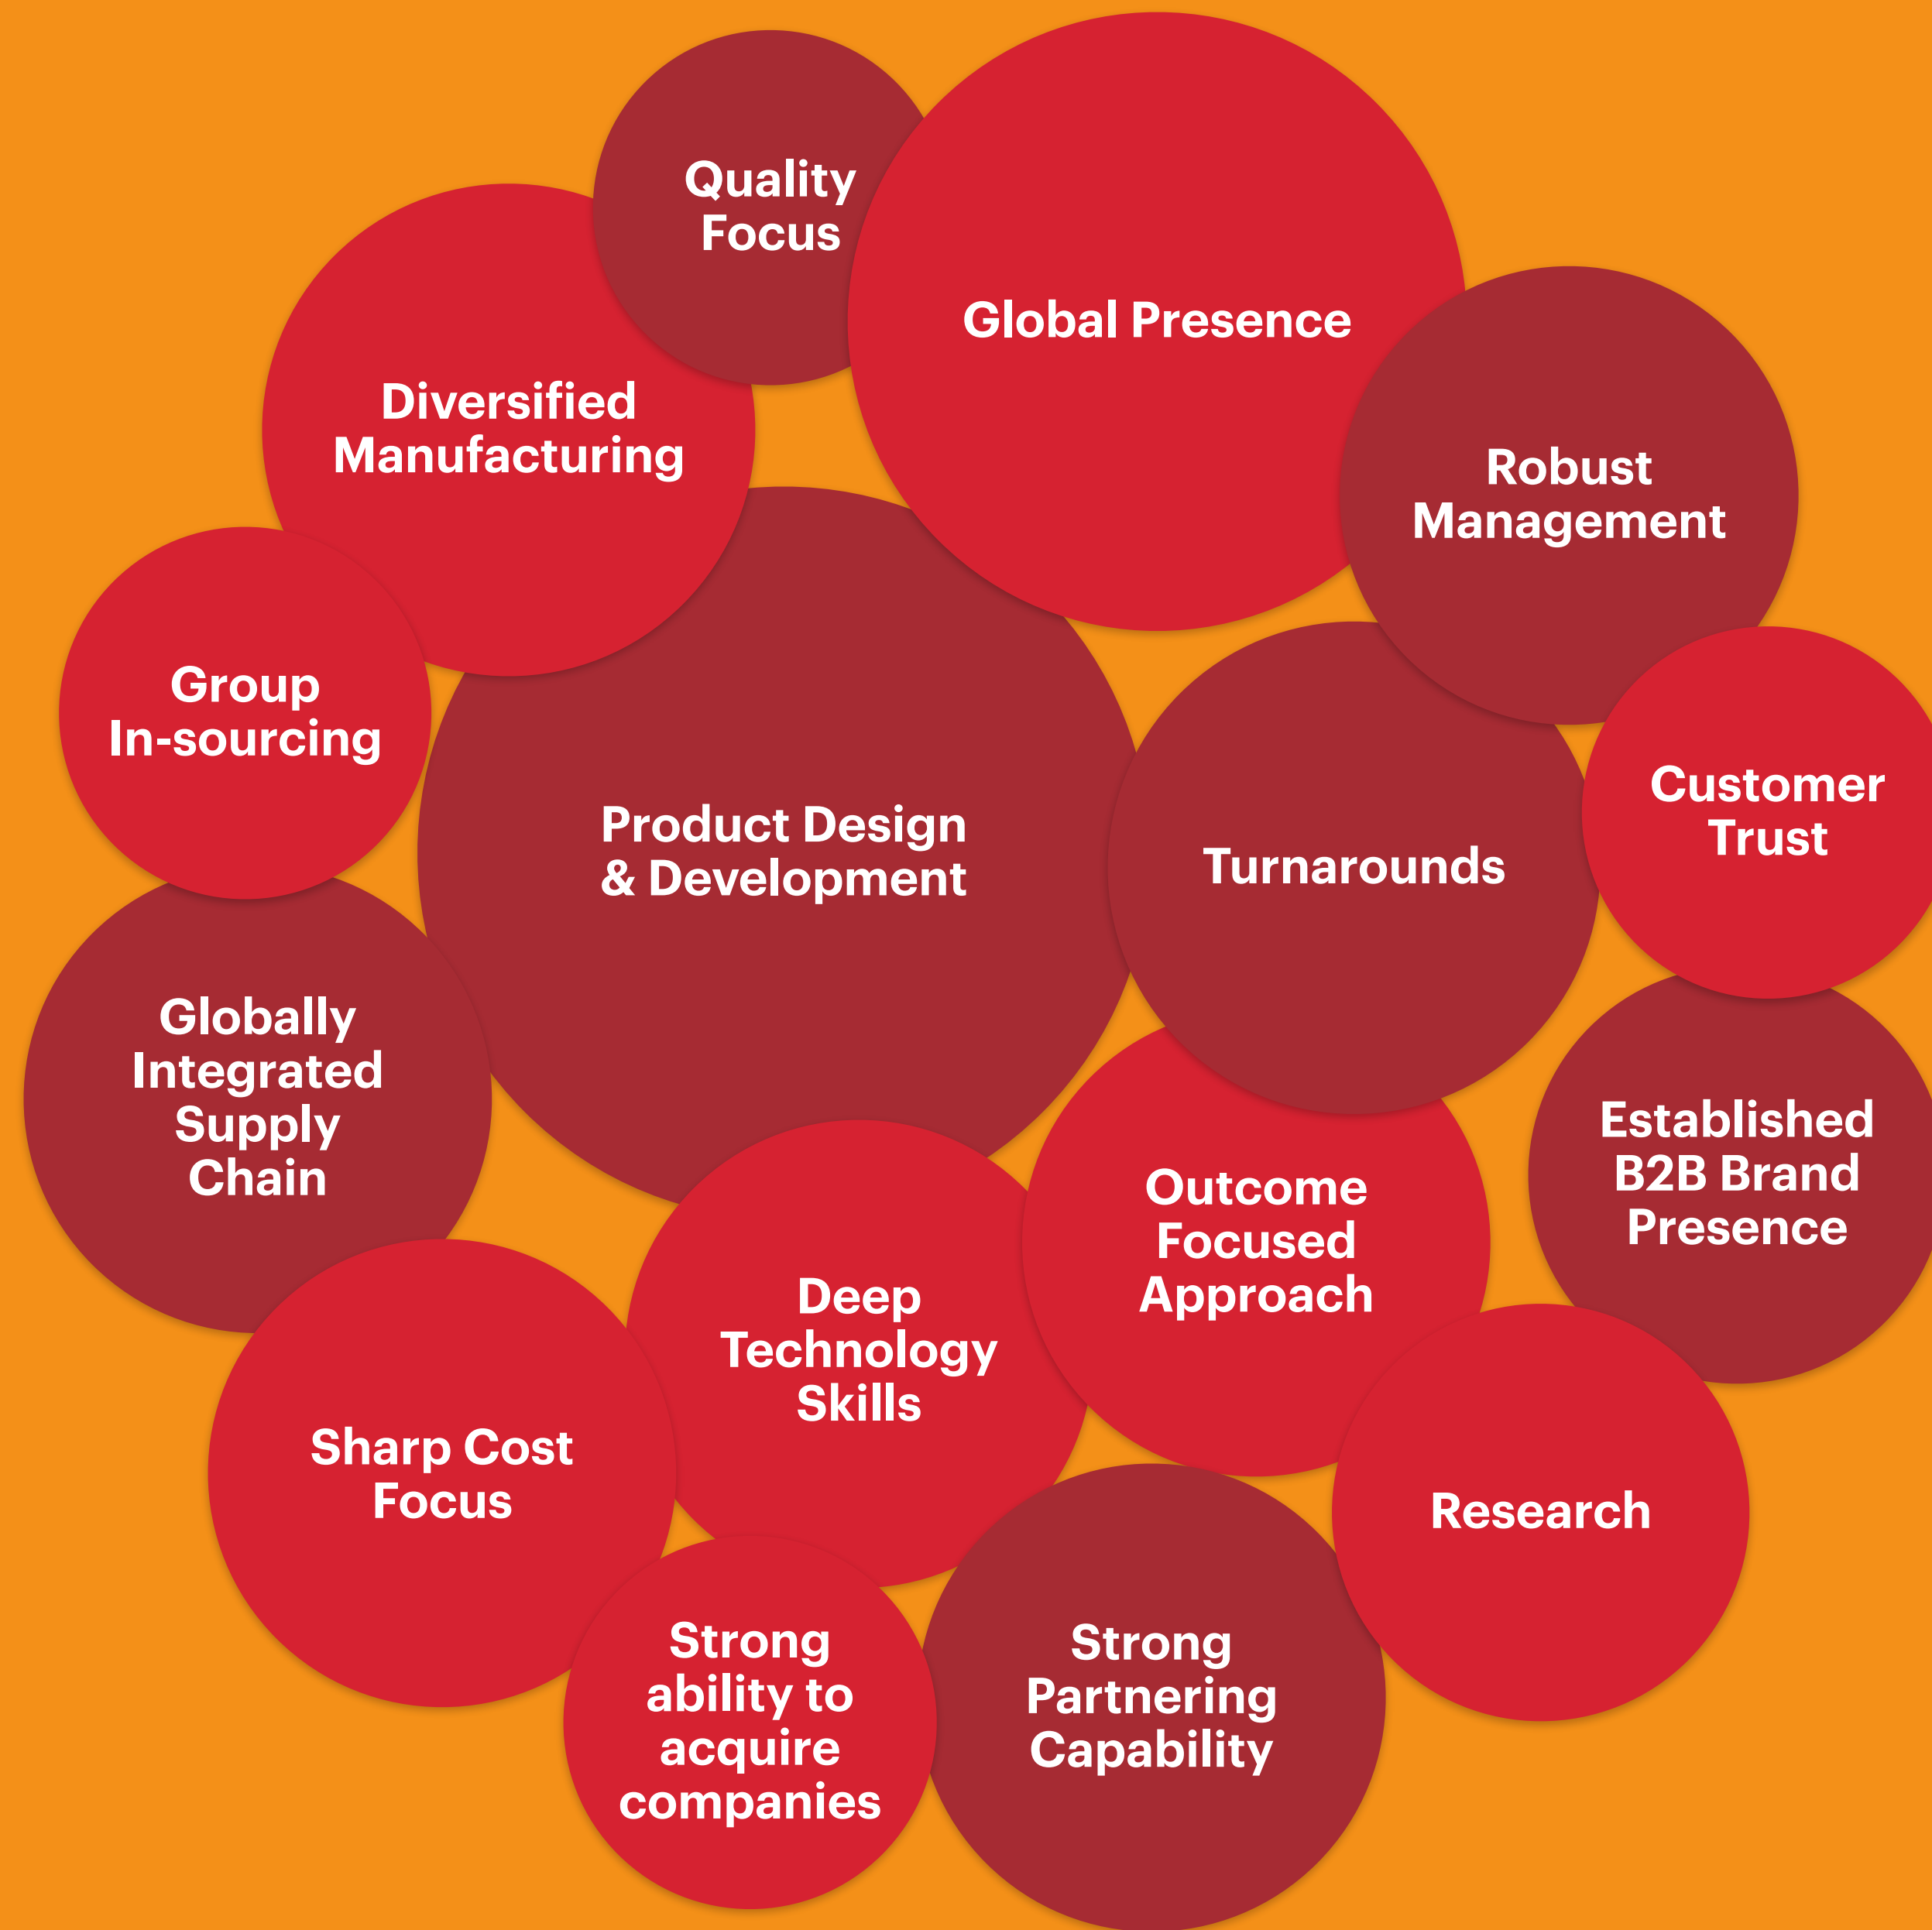 Quality
Focus
Global Presence
Diversified
Manufacturing
Robust
Management
Group
In-sourcing
Customer
Trust
Product Design
& Development
Turnarounds
Globally
Integrated
Supply
Chain
Established
B2B Brand
Presence
Outcome
Focused
Approach
Deep
Technology
Skills
Sharp Cost
Focus
Research
Strong
ability to
acquire
companies
Strong
Partnering
Capability